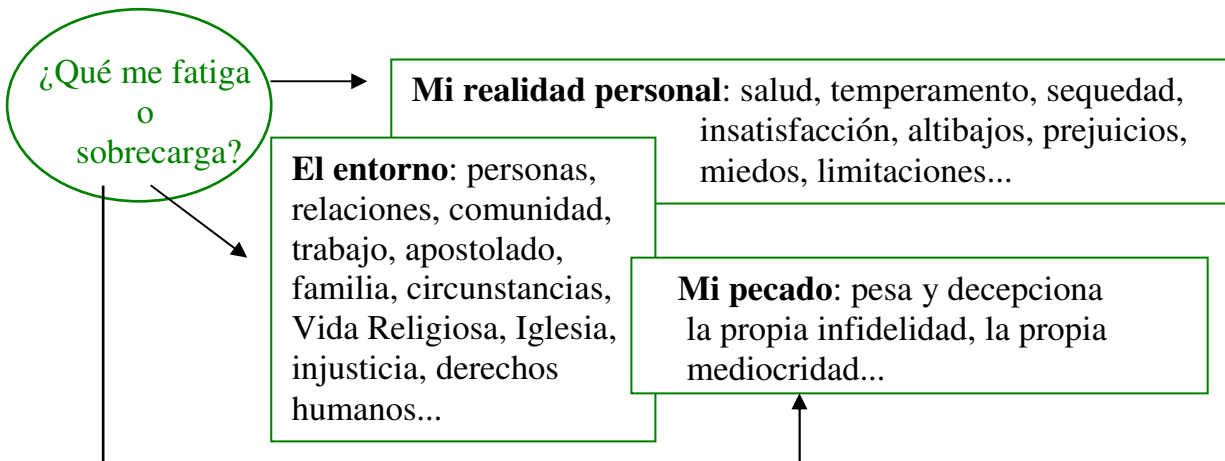 ¿Qué me fatiga
o
sobrecarga?
Mi realidad personal: salud, temperamento, sequedad,
insatisfacción, altibajos, prejuicios,
miedos, limitaciones...
El entorno: personas,
relaciones, comunidad,
trabajo, apostolado,
familia, circunstancias,
Vida Religiosa, Iglesia,
injusticia, derechos
humanos...
Mi pecado: pesa y decepciona
la propia infidelidad, la propia
mediocridad...